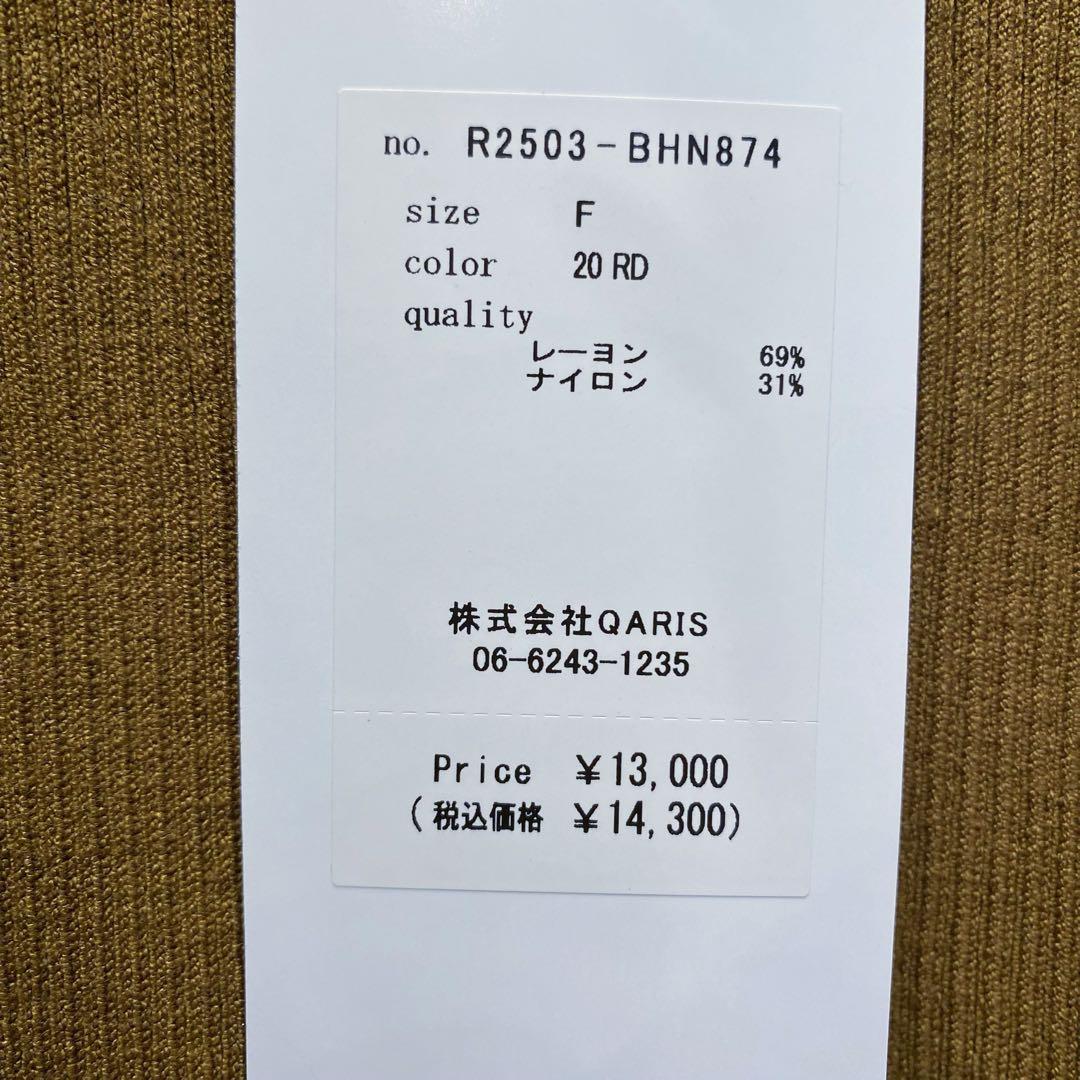 no. R2503-BHN874
size F
color 20 RD
quality
レーヨン 69%
ナイロン 31%
株式会社QARIS
06-6243-1235
Price ¥13,000
(税込価格 ¥14,300)